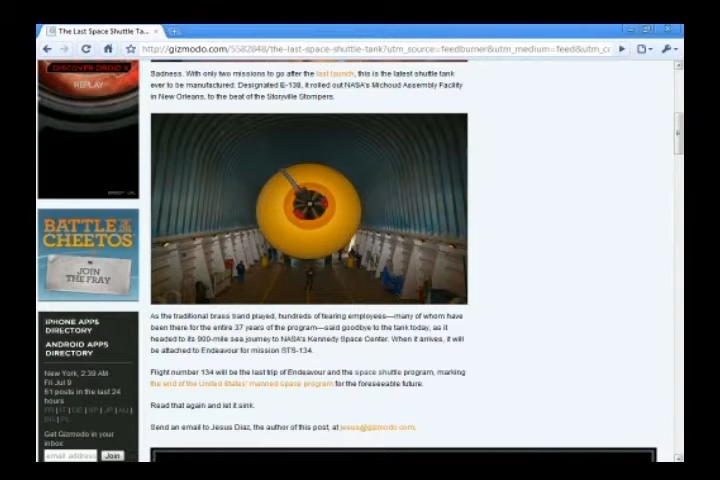 The Last Space Shuttle Ta...
http://gizmodo.com/5582848/the-last-space-shuttle-tank?utm_source=feedburner&utm_medium=feed&utm_cc
DISCOVER DROID X
REPLAY
Sadness. With only two missions to go after the last launch, this is the latest shuttle tank
ever to be manufactured. Designated E-138, it rolled out NASA's Michoud Assembly Facility
in New Orleans, to the beat of the Storyville Stompers.
BATTLE
CHEETOS
JOIN
THE FRAY
As the traditional brass band played, hundreds of tearing employees—many of whom have
been there for the entire 37 years of the program—said goodbye to the tank today, as it
headed to its 900-mile sea journey to NASA's Kennedy Space Center. When it arrives, it will
be attached to Endeavour for mission STS-134.
Flight number 134 will be the last trip of Endeavour and the space shuttle program, marking
the end of the United States' manned space program for the foreseeable future.
Read that again and let it sink.
Send an email to Jesus Diaz, the author of this post, at jesus@gizmodo.com.
IPHONE APPS
DIRECTORY
ANDROID APPS
DIRECTORY
New York, 2:39 AM
Fri Jul 9
51 posts in the last 24
hours
FR | IT | DE | SP | JP | AU |
Get Gizmodo in your
inbox:
email address
Join